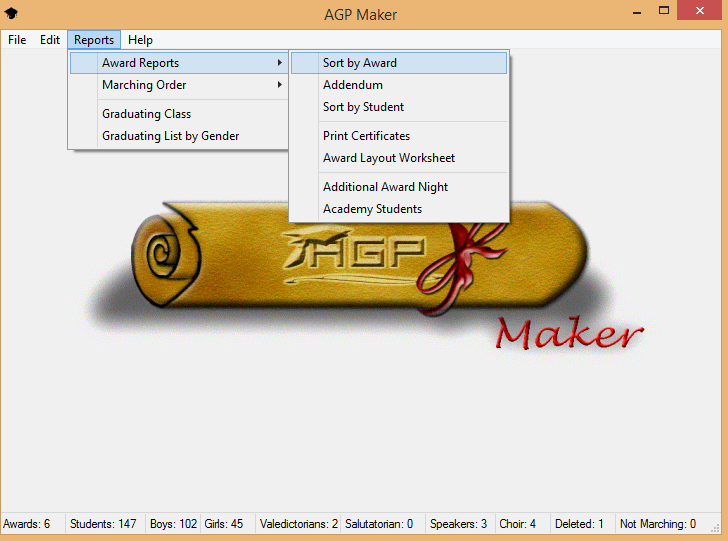 AGP Maker
File Edit Reports Help
Award Reports
Marching Order
Graduating Class
Graduating List by Gender
Sort by Award
Addendum
Sort by Student
Print Certificates
Award Layout Worksheet
Additional Award Night
Academy Students
AGP
Maker
Awards: 6 Students: 147 Boys: 102 Girls: 45 Valedictorians: 2 Salutatorian: 0 Speakers: 3 Choir: 4 Deleted: 1 Not Marching: 0